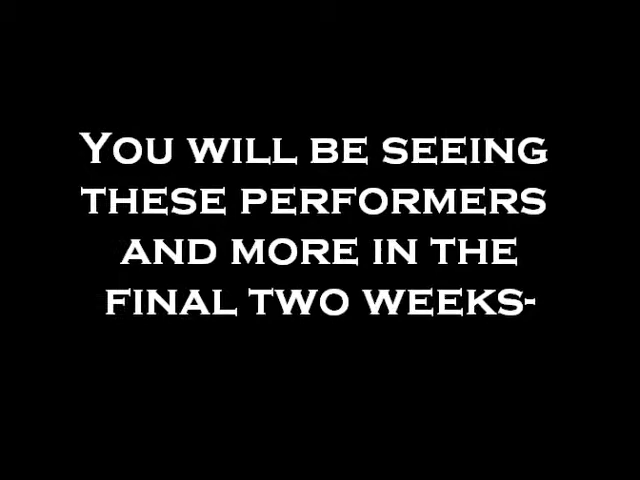 You will be seeing
these performers
and more in the
final two weeks-